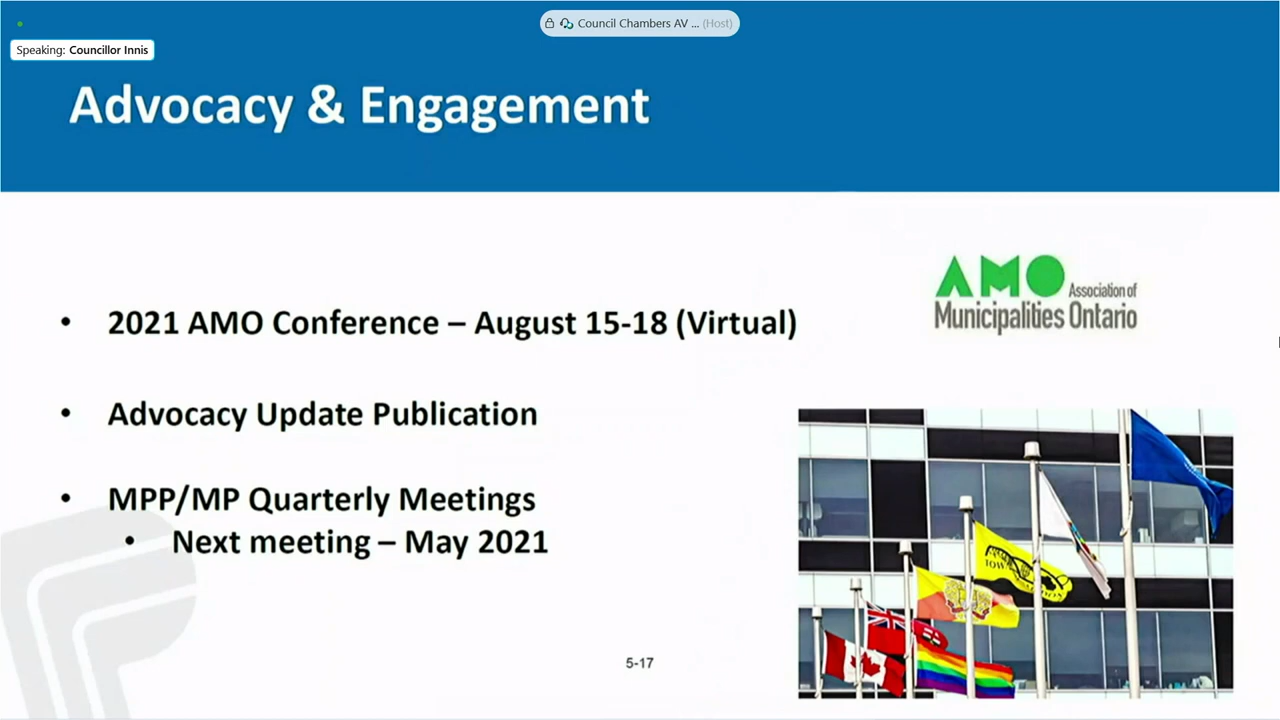 Council Chambers AV ... (Host)
Speaking: Councillor Innis
Advocacy & Engagement
AMO Association of
Municipalities Ontario
• 2021 AMO Conference – August 15-18 (Virtual)
• Advocacy Update Publication
• MPP/MP Quarterly Meetings
• Next meeting – May 2021
5-17